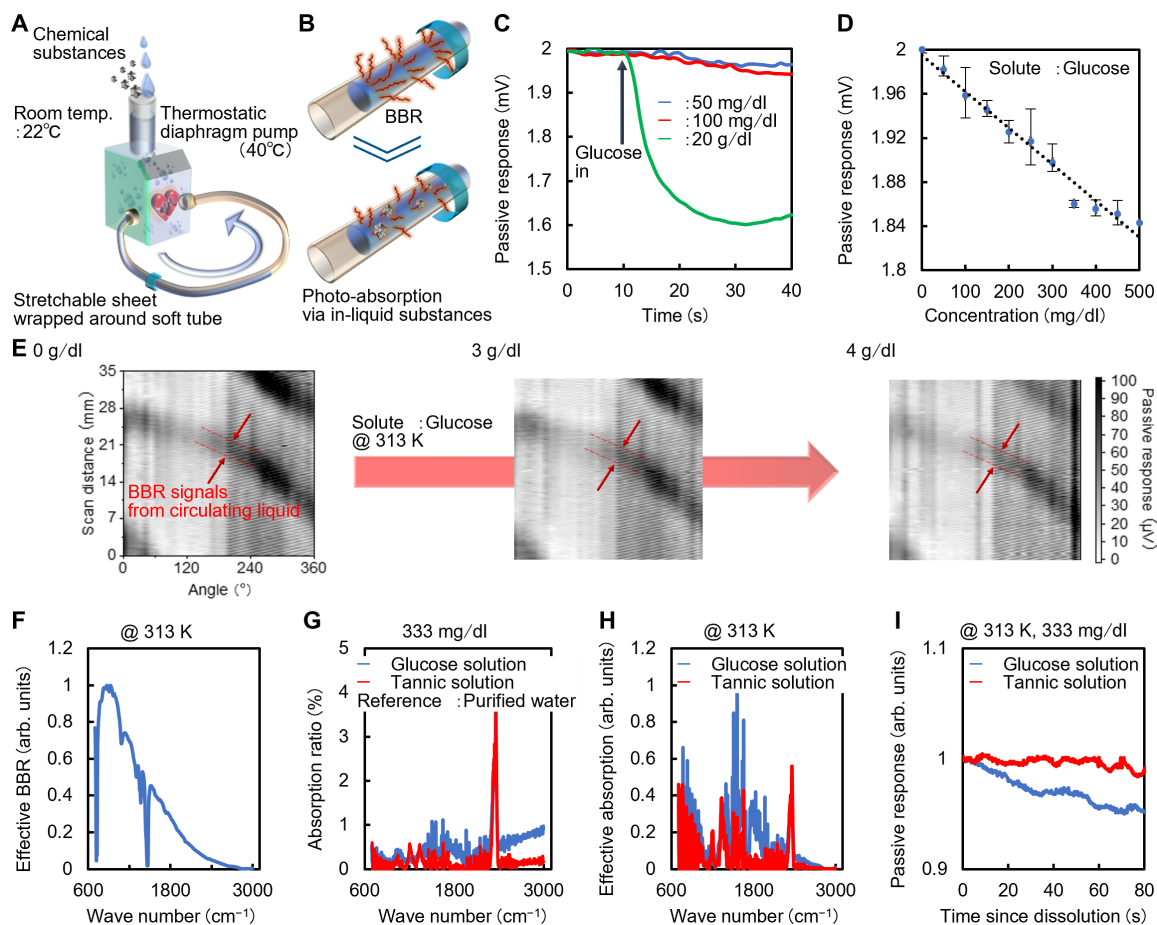 A
Chemical
substances
Room temp.
:22℃
Thermostatic
diaphragm pump
(40℃)
Stretchable sheet
wrapped around soft tube
B
BBR
Photo-absorption
via in-liquid substances
C
Passive response (mV)
2
1.9
1.8
1.7
1.6
1.5
:50 mg/dl
:100 mg/dl
:20 g/dl
Glucose
in
0
10
20
30
40
Time (s)
D
Passive response (mV)
2
1.96
1.92
1.88
1.84
1.8
Solute :Glucose
0
100
200
300
400
500
Concentration (mg/dl)
E
0 g/dl
3 g/dl
4 g/dl
Scan distance (mm)
35
28
21
14
7
0
BBR signals
from circulating liquid
0
120
240
360
Angle (°)
Solute :Glucose
@ 313 K
100
90
80
70
60
50
40
30
20
10
0
Passive response (μV)
F
@ 313 K
Effective BBR (arb. units)
1.2
1
0.8
0.6
0.4
0.2
0
600
1800
3000
Wave number (cm⁻¹)
G
333 mg/dl
Glucose solution
Tannic solution
Reference :Purified water
Absorption ratio (%)
5
4
3
2
1
0
600
1800
3000
Wave number (cm⁻¹)
H
@ 313 K
Glucose solution
Tannic solution
Effective absorption (arb. units)
1.2
1
0.8
0.6
0.4
0.2
0
600
1800
3000
Wave number (cm⁻¹)
I
@ 313 K, 333 mg/dl
Glucose solution
Tannic solution
Passive response (arb. units)
1.1
1
0.9
0
20
40
60
80
Time since dissolution (s)